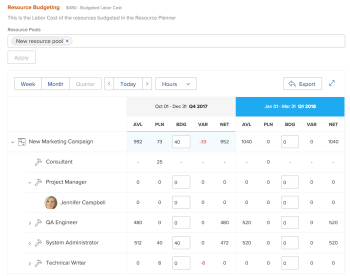 Resource Budgeting $480 - Budgeted Labor Cost
This is the Labor Cost of the resources budgeted in the Resource Planner
Resource Pools:
New resource pool ×
Apply
Week Month Quarter < Today > Hours Export
Oct 01 - Dec 31 Q4 2017 Jan 01 - Mar 31 Q1 2018
AVL PLN BDG VAR NET AVL PLN BDG VAR NET
New Marketing Campaign 992 73 40 -33 952 1040 0 0 0 1040
Consultant - 25 - - - - 0 - - -
Project Manager 0 0 0 0 0 0 0 0 0 0
Jennifer Campbell 0 0 0 0 0 0 0 0 0 0
QA Engineer 480 0 0 0 480 520 0 0 0 520
System Administrator 512 40 40 0 472 520 0 0 0 520
Technical Writer 0 8 0 -8 0 0 0 0 0 0